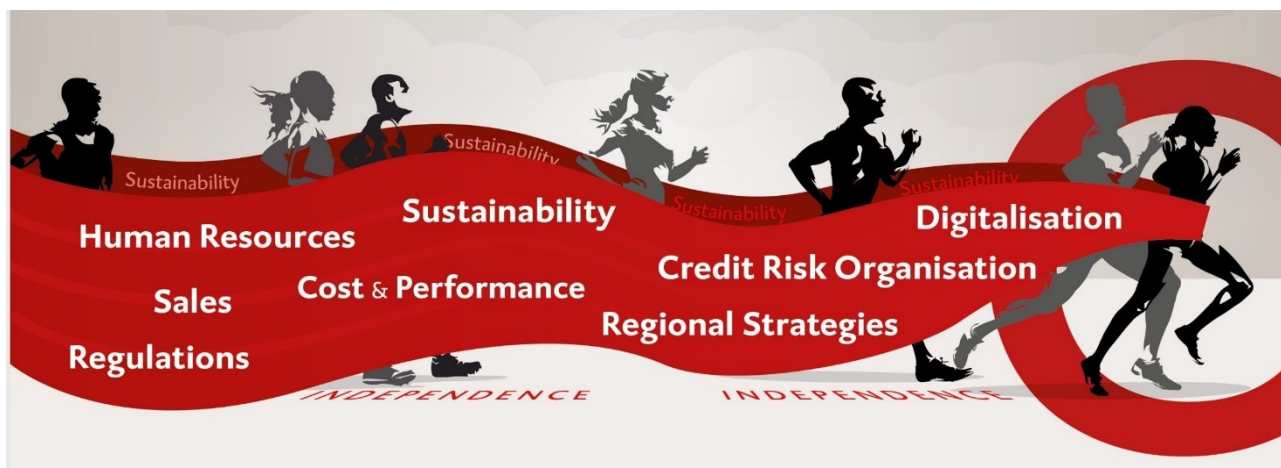 Sustainability
Sustainability
Sustainability
Sustainability
Sustainability
Digitalisation
Human Resources
Credit Risk Organisation
Cost & Performance
Sales
Regional Strategies
Regulations
INDEPENDENCE
INDEPENDENCE